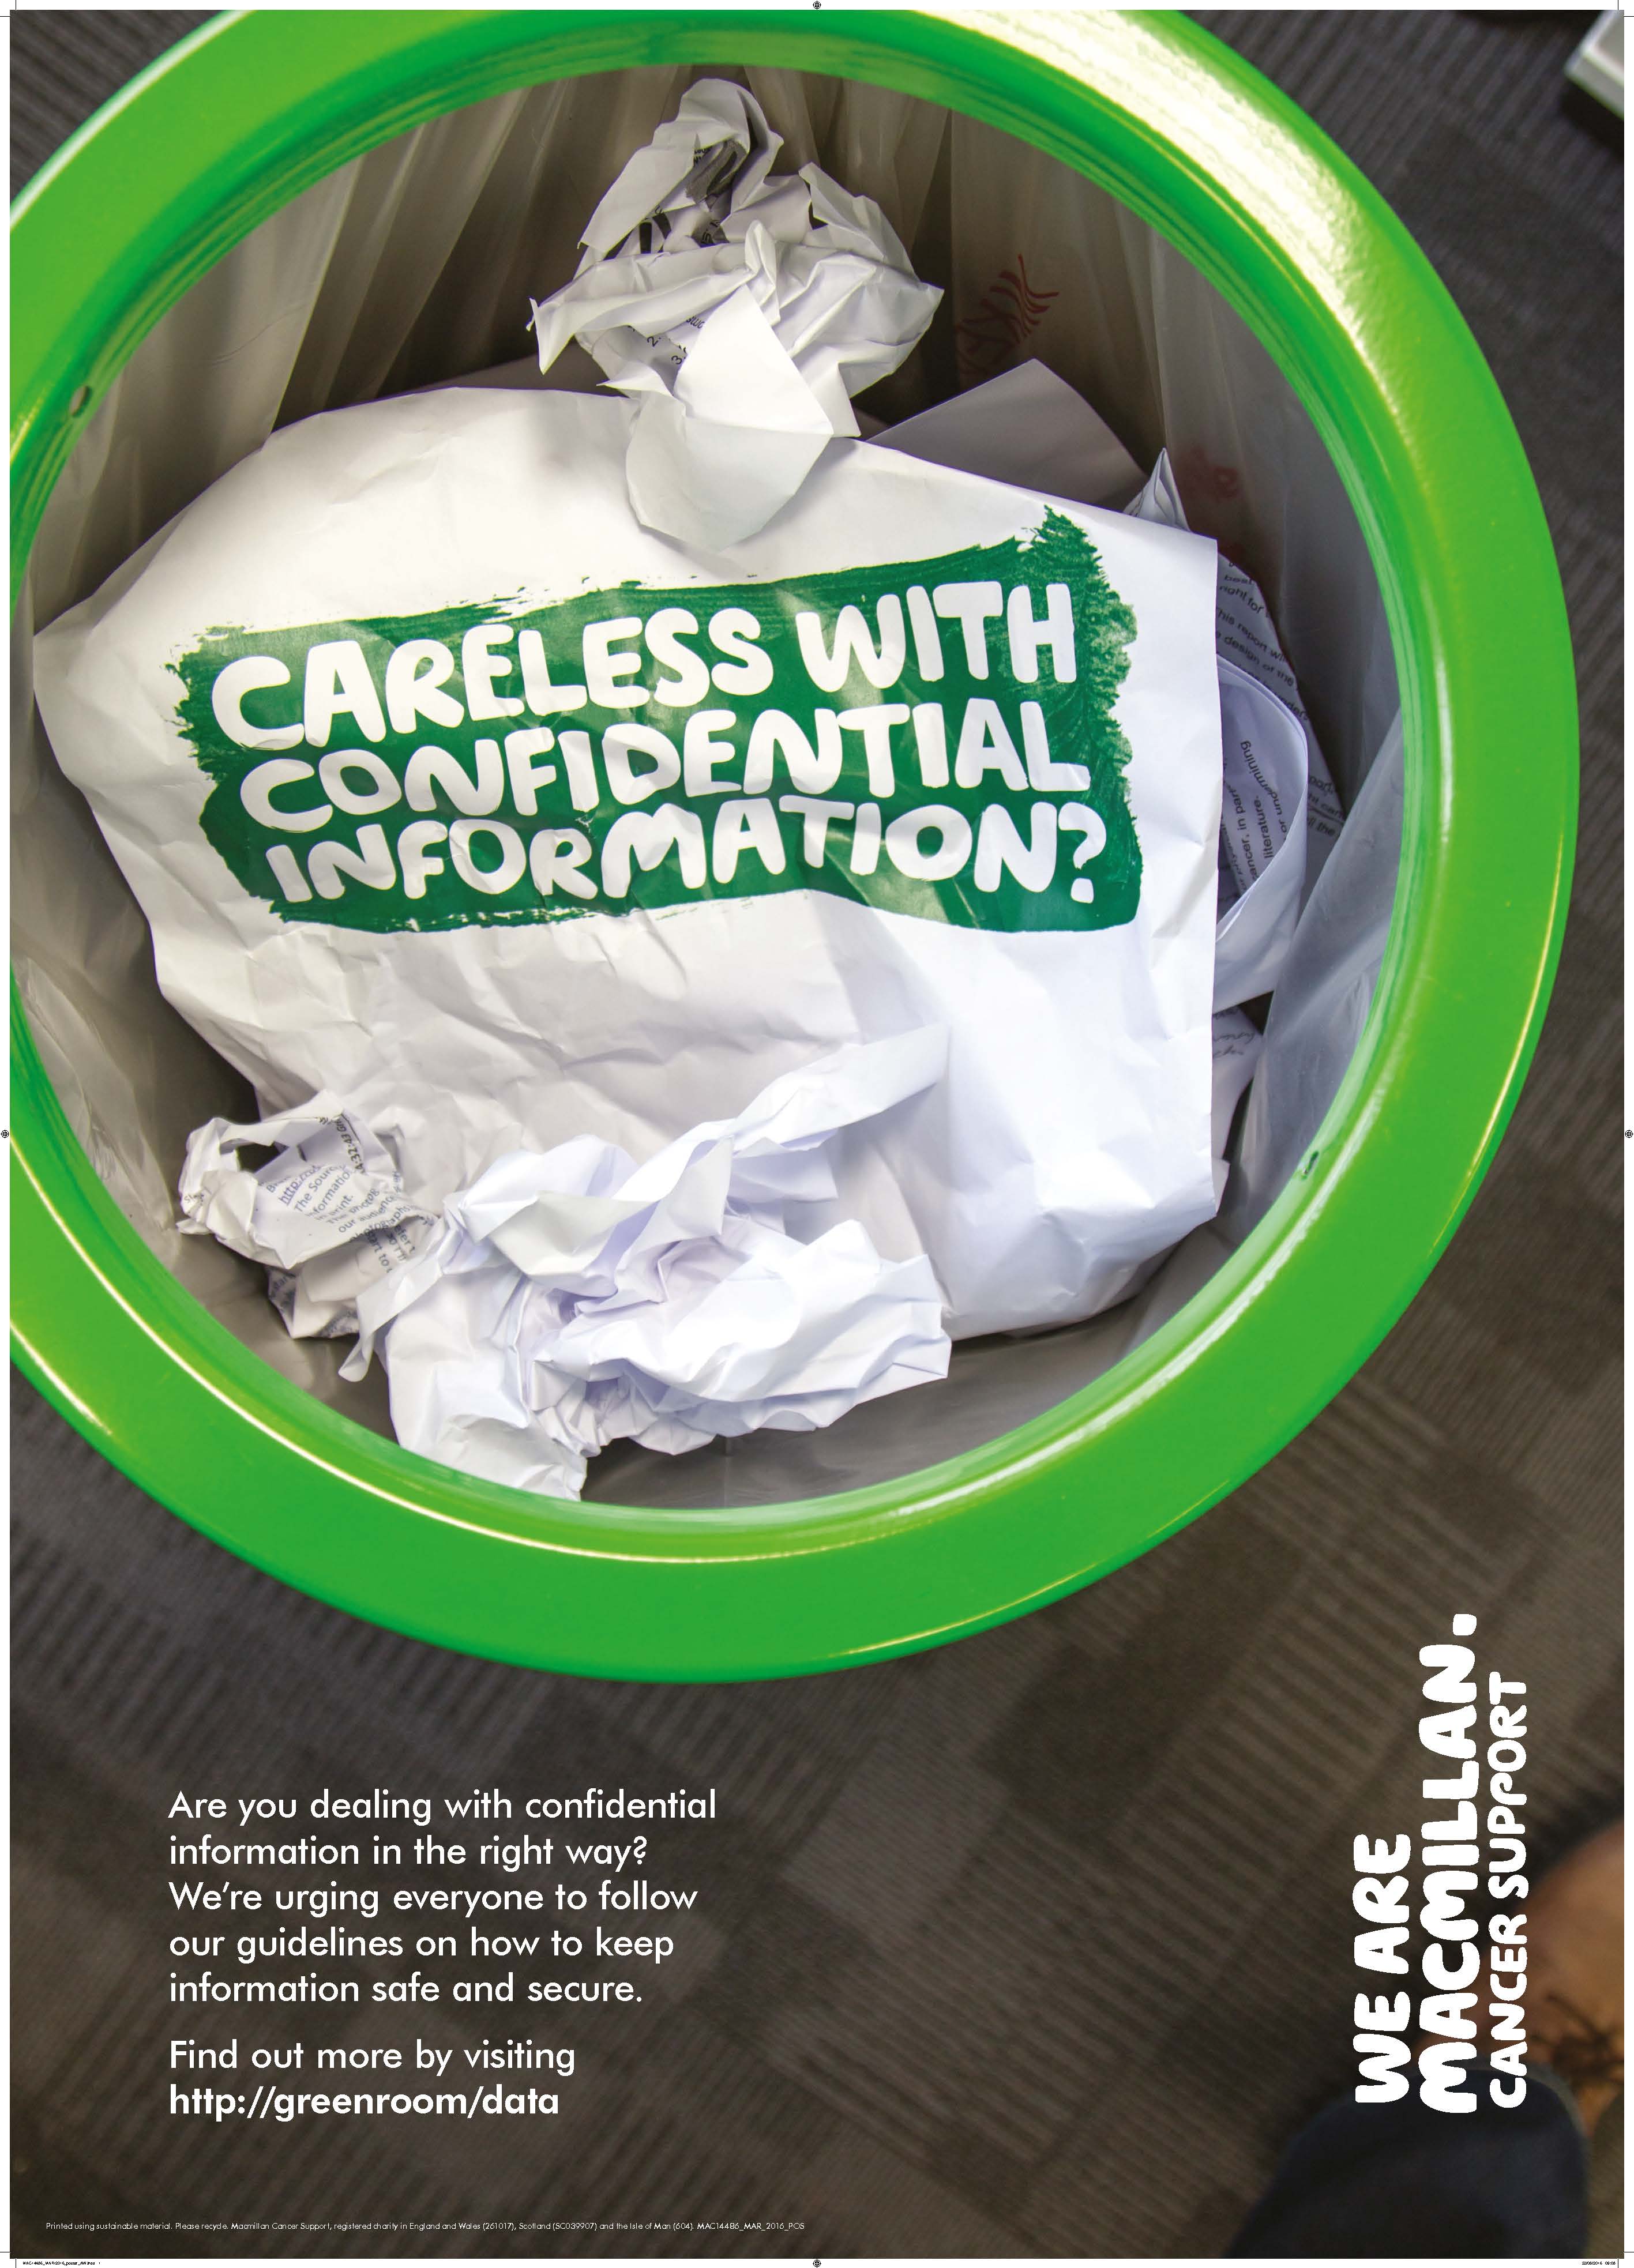 CARELESS WITH
CONFIDENTIAL
INFORMATION?
Are you dealing with confidential
information in the right way?
We're urging everyone to follow
our guidelines on how to keep
information safe and secure.
Find out more by visiting
http://greenroom/data
WE ARE
MACMILLAN.
CANCER SUPPORT
Printed using sustainable material. Please recycle. Macmillan Cancer Support, registered charity in England and Wales (261017), Scotland (SC039907) and the Isle of Man (604). MAC14486_MAR_2016_POS